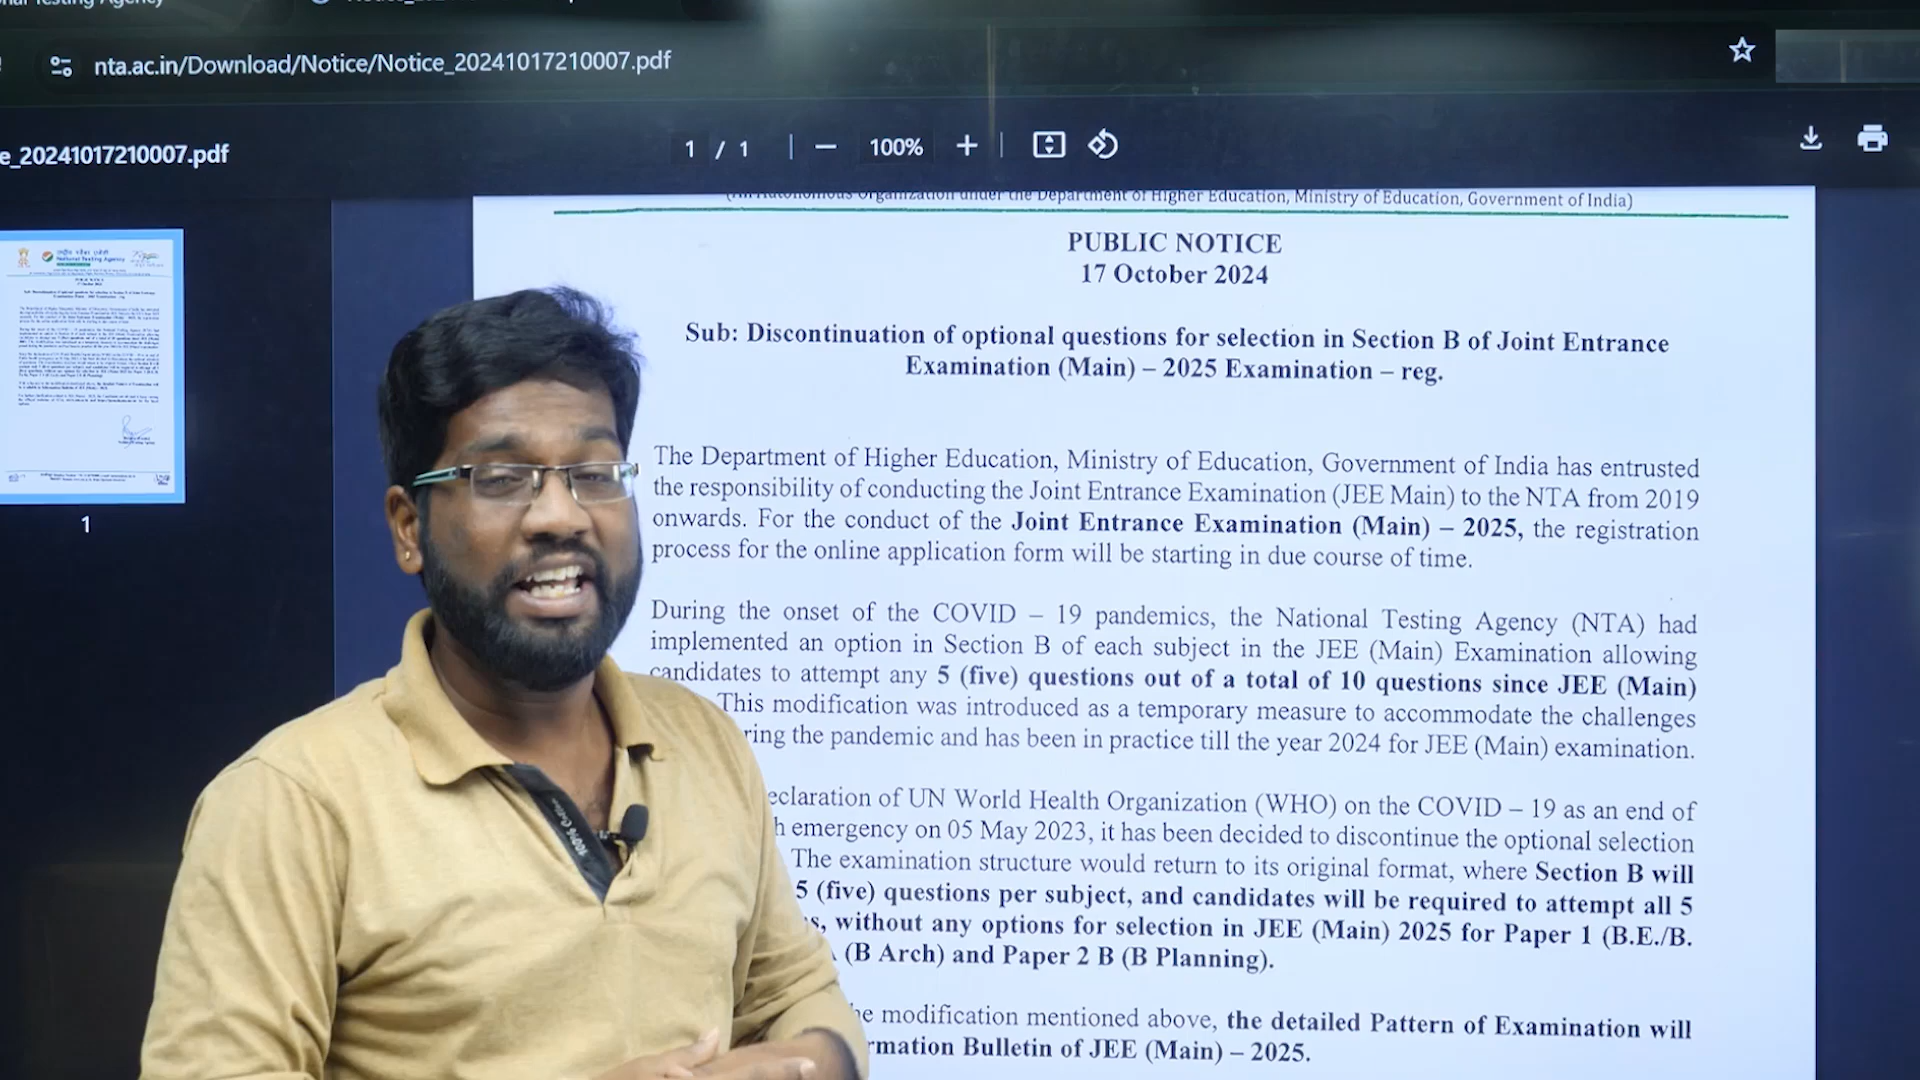 nal Testing Agency
nta.ac.in/Download/Notice/Notice_20241017210007.pdf
e_20241017210007.pdf
1 / 1
100%
(An Autonomous Organization under the Department of Higher Education, Ministry of Education, Government of India)
PUBLIC NOTICE
17 October 2024
Sub: Discontinuation of optional questions for selection in Section B of Joint Entrance
Examination (Main) – 2025 Examination – reg.
The Department of Higher Education, Ministry of Education, Government of India has entrusted
the responsibility of conducting the Joint Entrance Examination (JEE Main) to the NTA from 2019
onwards. For the conduct of the Joint Entrance Examination (Main) – 2025, the registration
process for the online application form will be starting in due course of time.
During the onset of the COVID – 19 pandemics, the National Testing Agency (NTA) had
implemented an option in Section B of each subject in the JEE (Main) Examination allowing
candidates to attempt any 5 (five) questions out of a total of 10 questions since JEE (Main)
This modification was introduced as a temporary measure to accommodate the challenges
ring the pandemic and has been in practice till the year 2024 for JEE (Main) examination.
eclaration of UN World Health Organization (WHO) on the COVID – 19 as an end of
h emergency on 05 May 2023, it has been decided to discontinue the optional selection
The examination structure would return to its original format, where Section B will
5 (five) questions per subject, and candidates will be required to attempt all 5
s, without any options for selection in JEE (Main) 2025 for Paper 1 (B.E./B.
(B Arch) and Paper 2 B (B Planning).
he modification mentioned above, the detailed Pattern of Examination will
rmation Bulletin of JEE (Main) – 2025.
1
100% Cotton